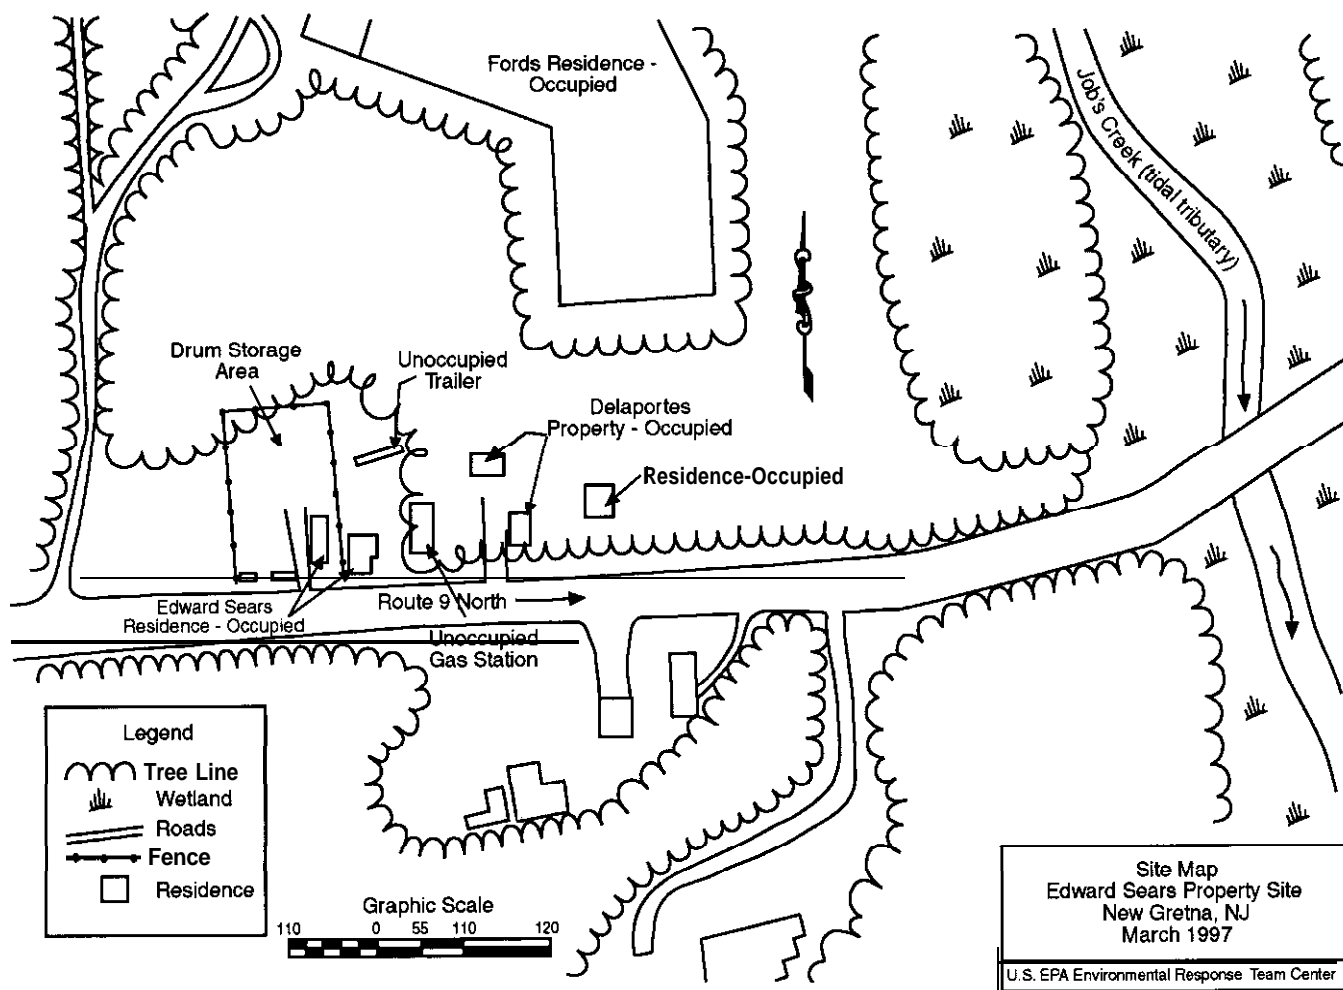 Fords Residence -
Occupied
Job's Creek (tidal tributary)
Drum Storage
Area
Unoccupied
Trailer
Delaportes
Property - Occupied
Residence-Occupied
Edward Sears
Residence - Occupied
Route 9 North
Unoccupied
Gas Station
Legend
Tree Line
Wetland
Roads
Fence
Residence
Graphic Scale
110 0 55 110 120
Site Map
Edward Sears Property Site
New Gretna, NJ
March 1997
U.S. EPA Environmental Response Team Center